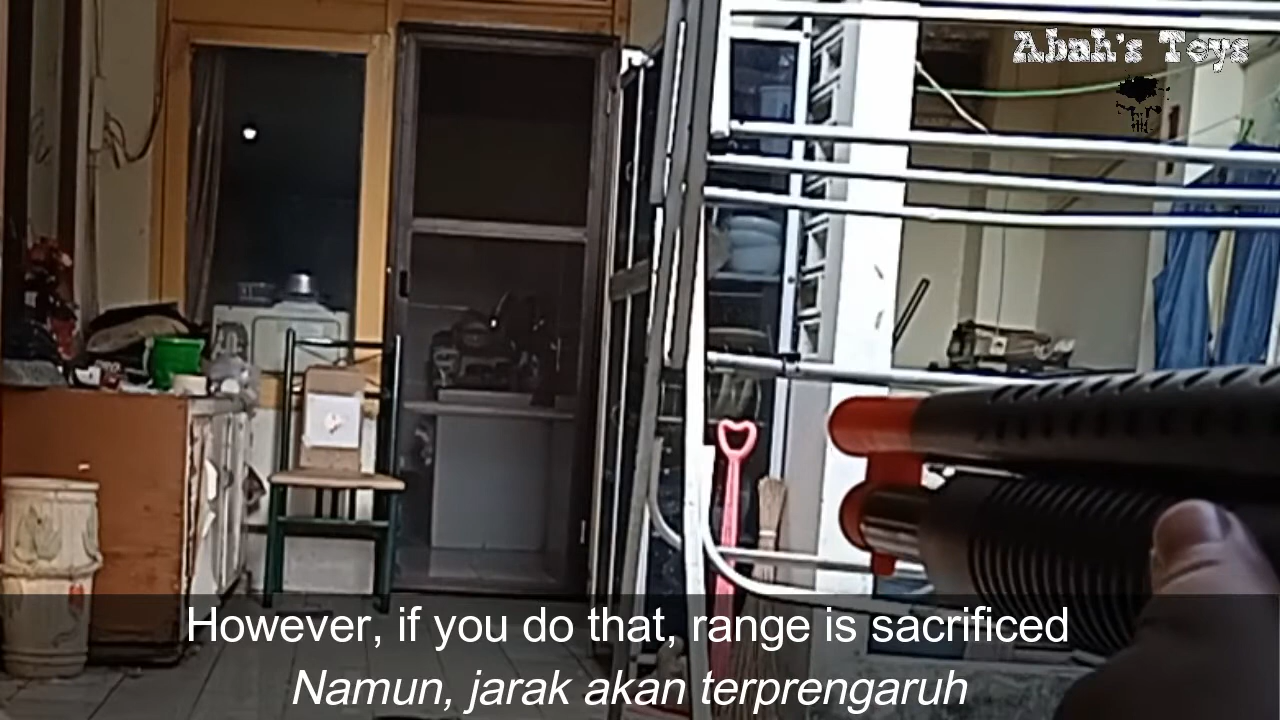 Abah's Toys
However, if you do that, range is sacrificed
Namun, jarak akan terprengaruh